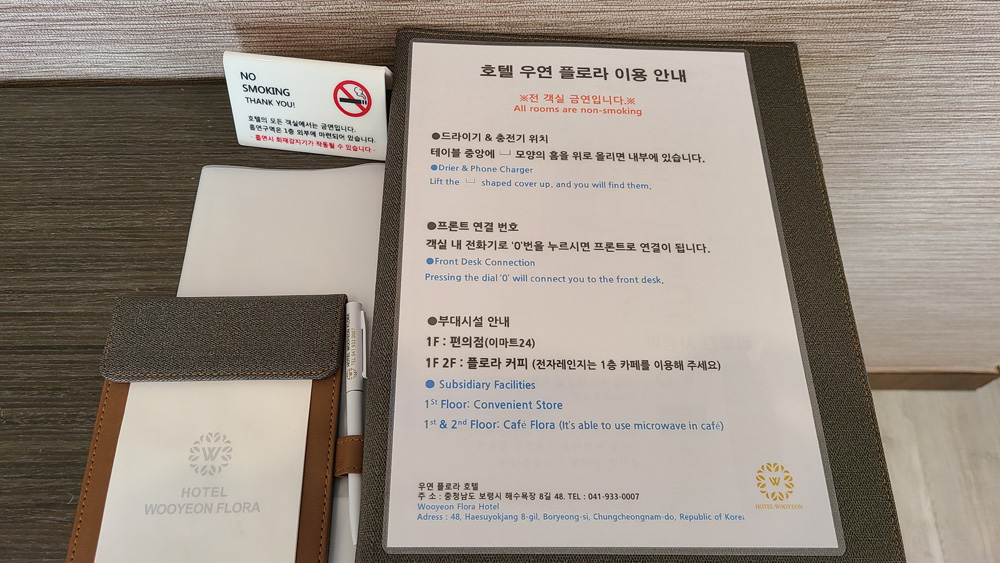 NO
SMOKING
THANK YOU!
호텔의 모든 객실에서는 금연입니다.
흡연구역은 1층 외부에 마련되어 있습니다.
- 흡연시 화재감지기가 작동될 수 있습니다 -
호텔 우연 플로라 이용 안내
※전 객실 금연입니다.※
All rooms are non-smoking
●드라이기 & 충전기 위치
테이블 중앙에 ㄴㅡ 모양의 홈을 위로 올리면 내부에 있습니다.
●Drier & Phone Charger
Lift the shaped cover up, and you will find them.
●프론트 연결 번호
객실 내 전화기로 '0'번을 누르시면 프론트로 연결이 됩니다.
●Front Desk Connection
Pressing the dial '0' will connect you to the front desk.
●부대시설 안내
1F : 편의점(이마트24)
1F 2F : 플로라 커피 (전자레인지는 1층 카페를 이용해 주세요)
● Subsidiary Facilities
1St Floor: Convenient Store
1st & 2nd Floor: Café Flora (It's able to use microwave in café)
우연 플로라 호텔
주 소 : 충청남도 보령시 해수욕장 8길 48. TEL : 041-933-0007
Wooyeon Flora Hotel
Adress : 48, Haesuyokjang 8-gil, Boryeong-si, Chungcheongnam-do, Republic of Korea
W
HOTEL WOOYEON
W
HOTEL
WOOYEON FLORA